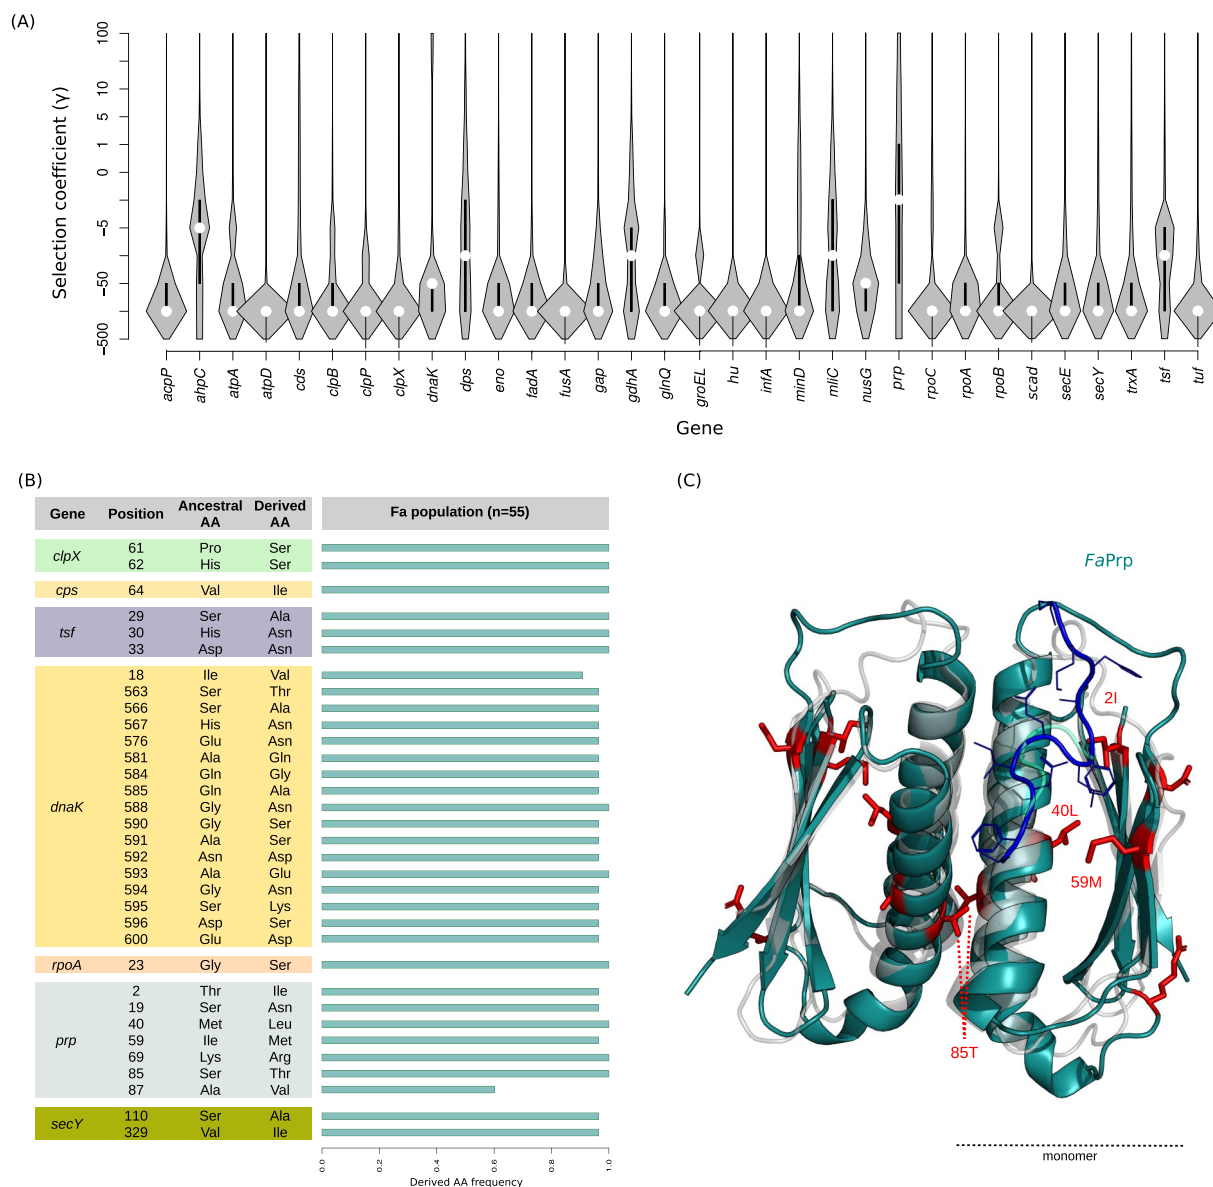 (A)
Selection coefficient (γ)
100
10
5
1
0
−5
−50
−500
acpP ahpC atpA atpD cds clpB clpP clpX dnaK dps eno fadA fusA gap gdhA glnQ groEL hu infA minD mliC nusG prp rpoC rpoA rpoB scad secE secY trxA tsf tuf
Gene
(B)
Gene Position Ancestral AA Derived AA Fa population (n=55)
clpX
61 Pro Ser
62 His Ser
cps 64 Val Ile
tsf
29 Ser Ala
30 His Asn
33 Asp Asn
dnaK
18 Ile Val
563 Ser Thr
566 Ser Ala
567 His Asn
576 Glu Asn
581 Ala Gln
584 Gln Gly
585 Gln Ala
588 Gly Asn
590 Gly Ser
591 Ala Ser
592 Asn Asp
593 Ala Glu
594 Gly Asn
595 Ser Lys
596 Asp Ser
600 Glu Asp
rpoA 23 Gly Ser
prp
2 Thr Ile
19 Ser Asn
40 Met Leu
59 Ile Met
69 Lys Arg
85 Ser Thr
87 Ala Val
secY
110 Ser Ala
329 Val Ile
0.0 0.2 0.4 0.6 0.8 1.0
Derived AA frequency
(C)
FaPrp
2I
40L
59M
85T
monomer